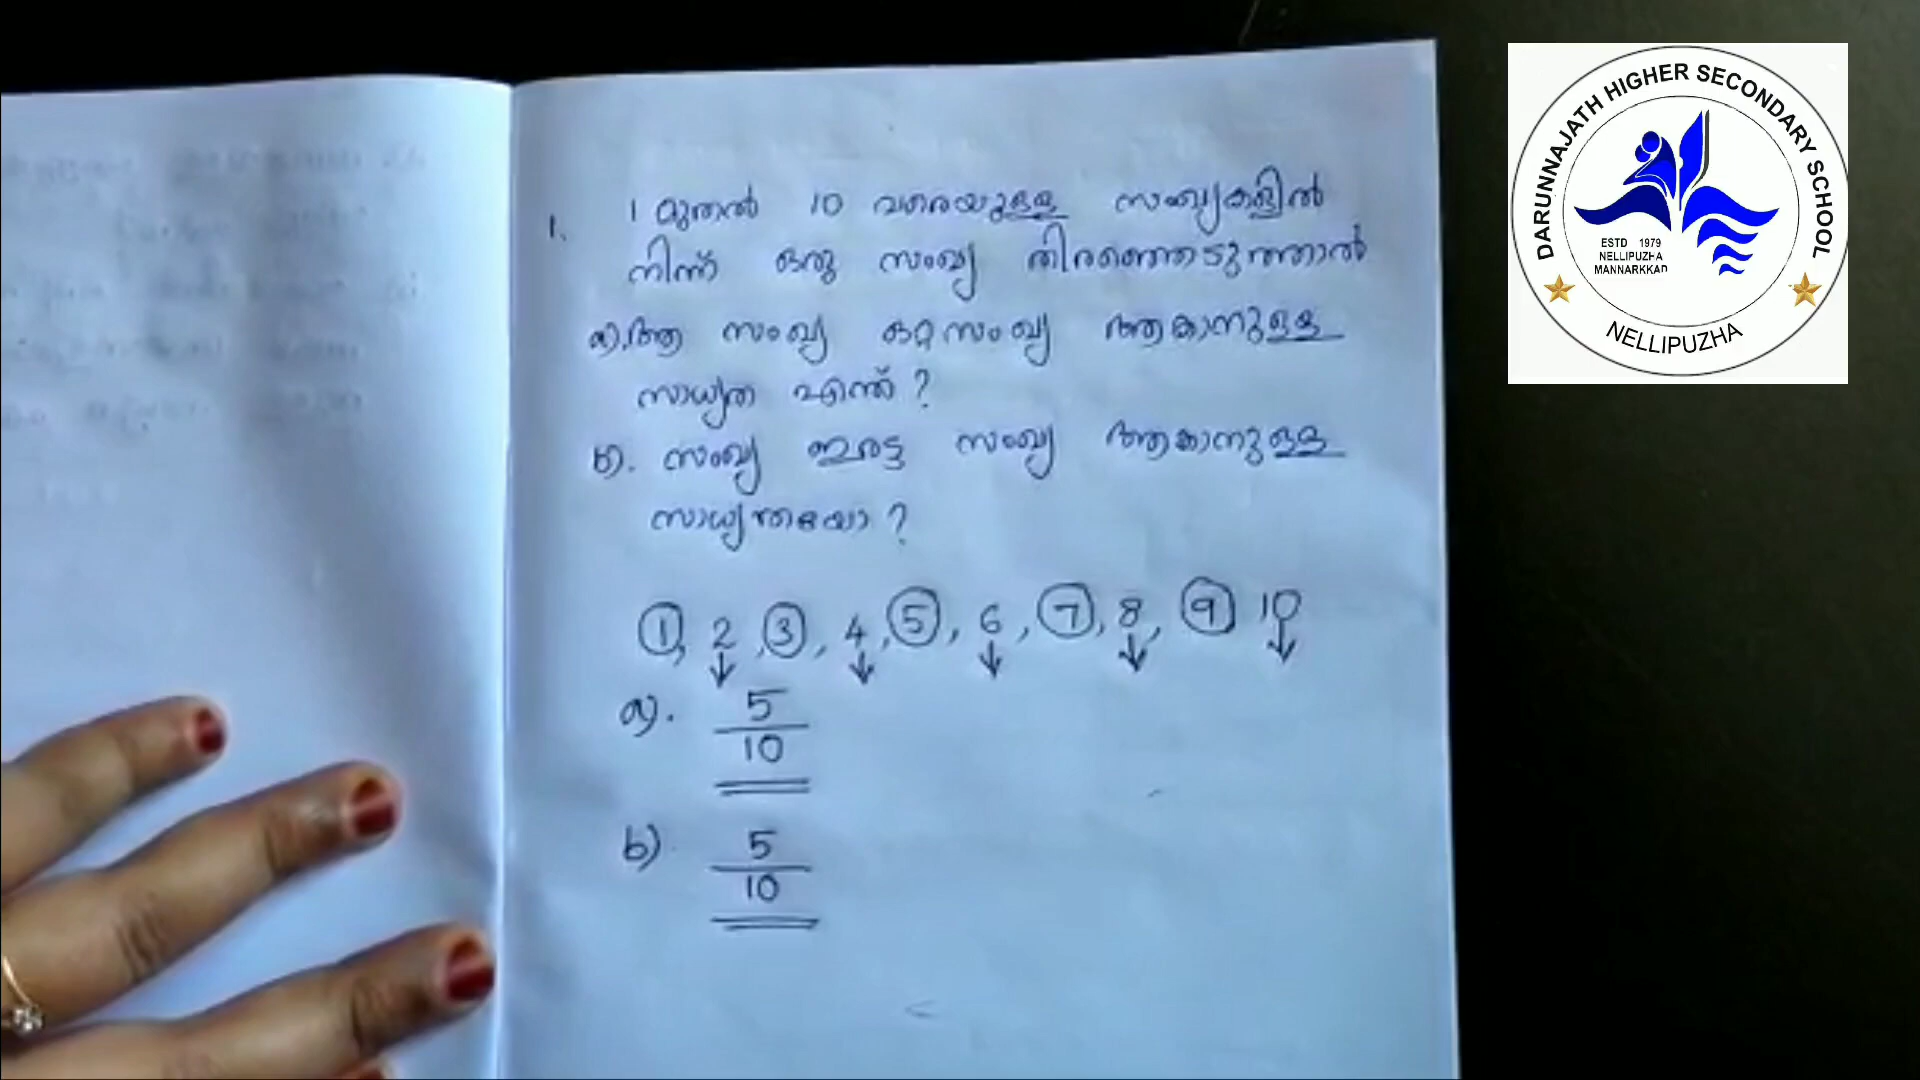 1. 1 മുതൽ 10 വരെയുള്ള സംഖ്യകളിൽ
നിന്ന് ഒരു സംഖ്യ തിരഞ്ഞെടുത്താൽ
a). ആ സംഖ്യ ഒറ്റസംഖ്യ ആകാനുള്ള
സാധ്യത എന്ത് ?
b). സംഖ്യ ഇരട്ട സംഖ്യ ആകാനുള്ള
സാധ്യതയോ ?
1, 2, 3, 4, 5, 6, 7, 8, 9 10
a). 5/10
b) 5/10
DARUNNAJATH HIGHER SECONDARY SCHOOL
ESTD 1979
NELLIPUZHA
MANNARKKAD
NELLIPUZHA